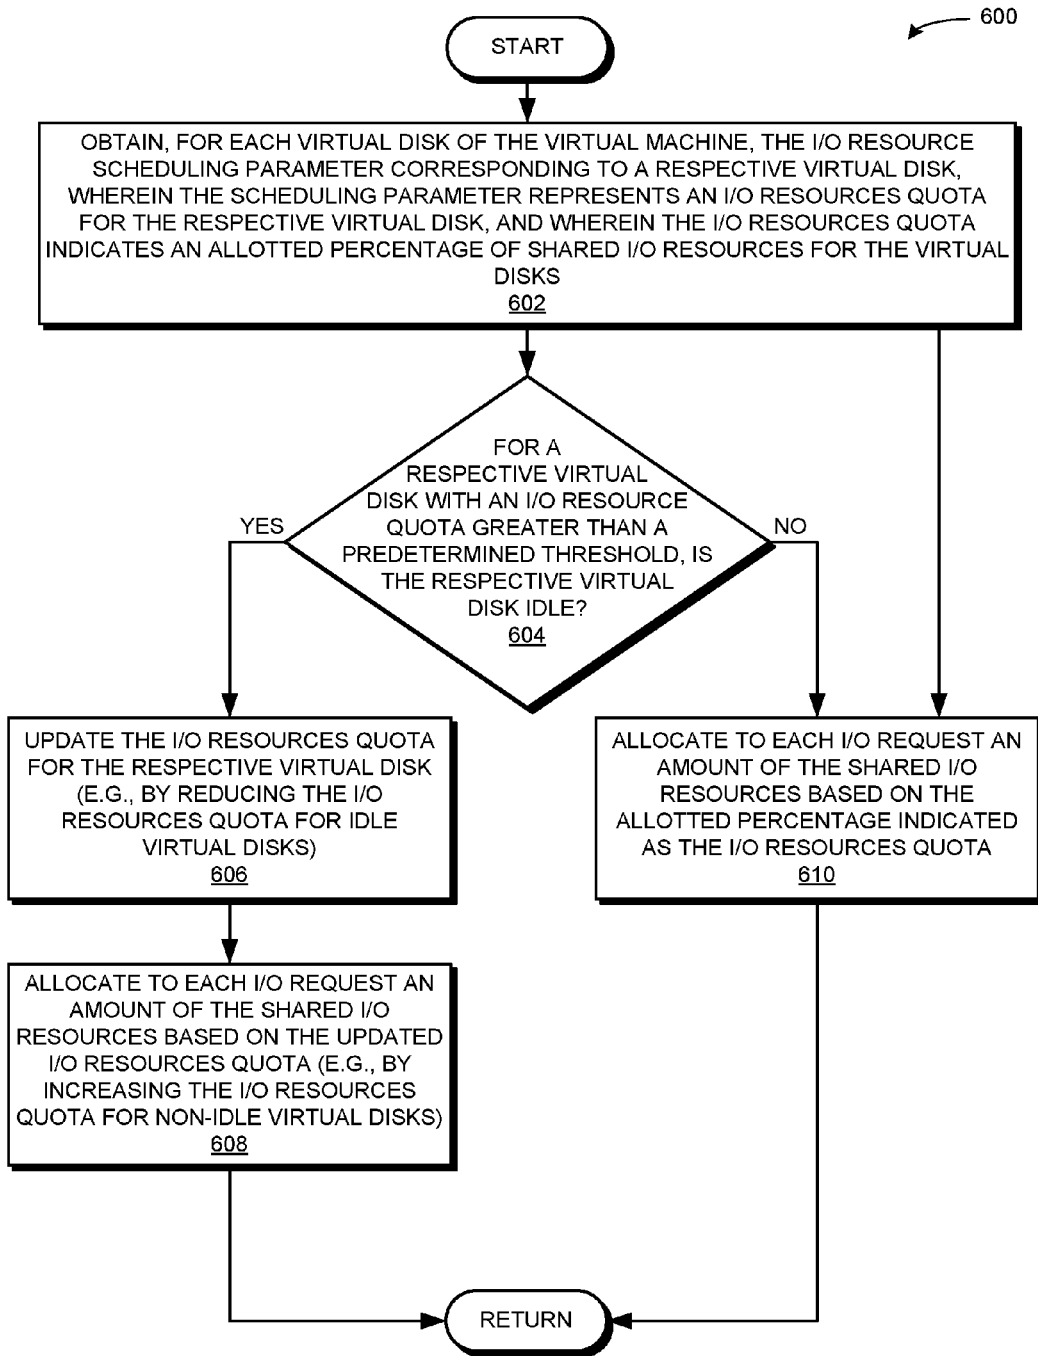 600
START
OBTAIN, FOR EACH VIRTUAL DISK OF THE VIRTUAL MACHINE, THE I/O RESOURCE
SCHEDULING PARAMETER CORRESPONDING TO A RESPECTIVE VIRTUAL DISK,
WHEREIN THE SCHEDULING PARAMETER REPRESENTS AN I/O RESOURCES QUOTA
FOR THE RESPECTIVE VIRTUAL DISK, AND WHEREIN THE I/O RESOURCES QUOTA
INDICATES AN ALLOTTED PERCENTAGE OF SHARED I/O RESOURCES FOR THE VIRTUAL
DISKS
602
FOR A
RESPECTIVE VIRTUAL
DISK WITH AN I/O RESOURCE
QUOTA GREATER THAN A
PREDETERMINED THRESHOLD, IS
THE RESPECTIVE VIRTUAL
DISK IDLE?
604
YES
NO
UPDATE THE I/O RESOURCES QUOTA
FOR THE RESPECTIVE VIRTUAL DISK
(E.G., BY REDUCING THE I/O
RESOURCES QUOTA FOR IDLE
VIRTUAL DISKS)
606
ALLOCATE TO EACH I/O REQUEST AN
AMOUNT OF THE SHARED I/O
RESOURCES BASED ON THE
ALLOTTED PERCENTAGE INDICATED
AS THE I/O RESOURCES QUOTA
610
ALLOCATE TO EACH I/O REQUEST AN
AMOUNT OF THE SHARED I/O
RESOURCES BASED ON THE UPDATED
I/O RESOURCES QUOTA (E.G., BY
INCREASING THE I/O RESOURCES
QUOTA FOR NON-IDLE VIRTUAL DISKS)
608
RETURN